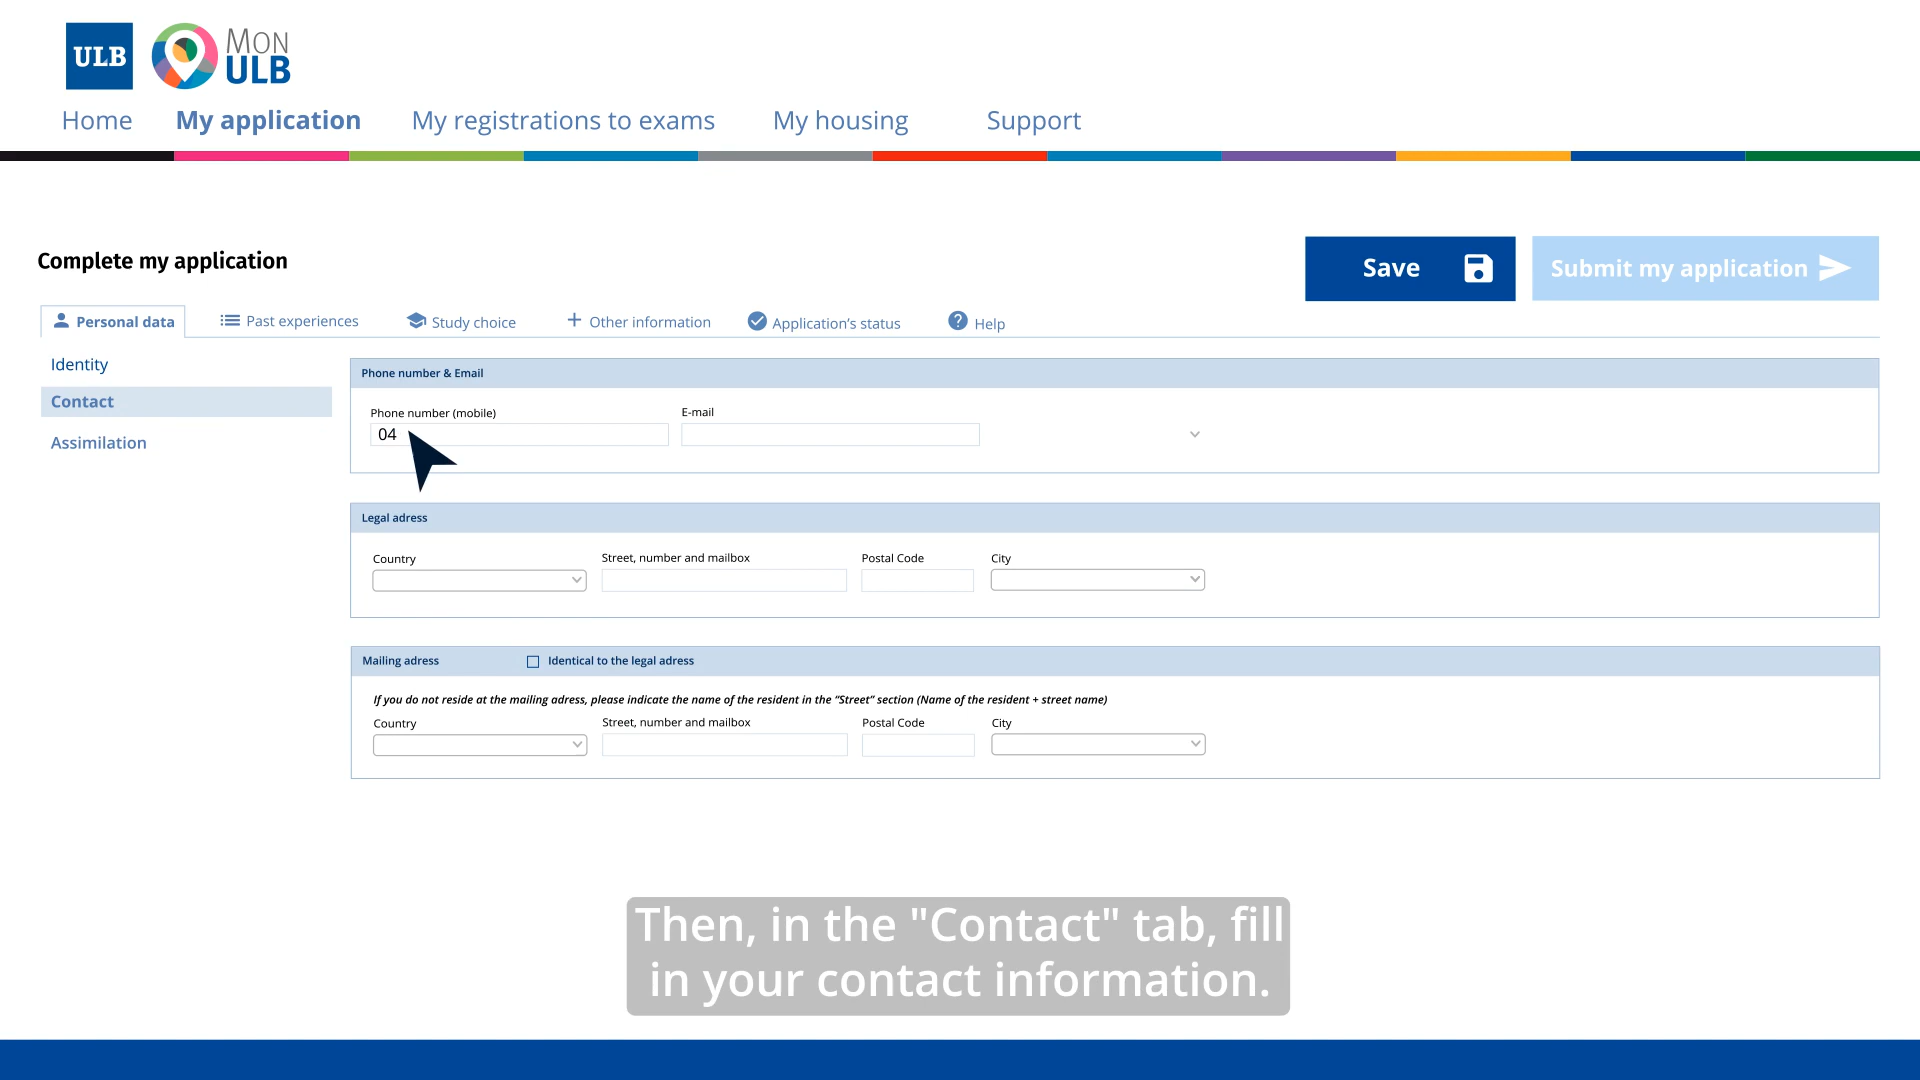 ULB
MON
ULB
Home My application My registrations to exams My housing Support
Complete my application
Save
Submit my application
Personal data Past experiences Study choice Other information Application's status Help
Identity
Contact
Assimilation
Phone number & Email
Phone number (mobile) E-mail
04
Legal adress
Country Street, number and mailbox Postal Code City
Mailing adress Identical to the legal adress
If you do not reside at the mailing adress, please indicate the name of the resident in the “Street” section (Name of the resident + street name)
Country Street, number and mailbox Postal Code City
Then, in the "Contact" tab, fill
in your contact information.